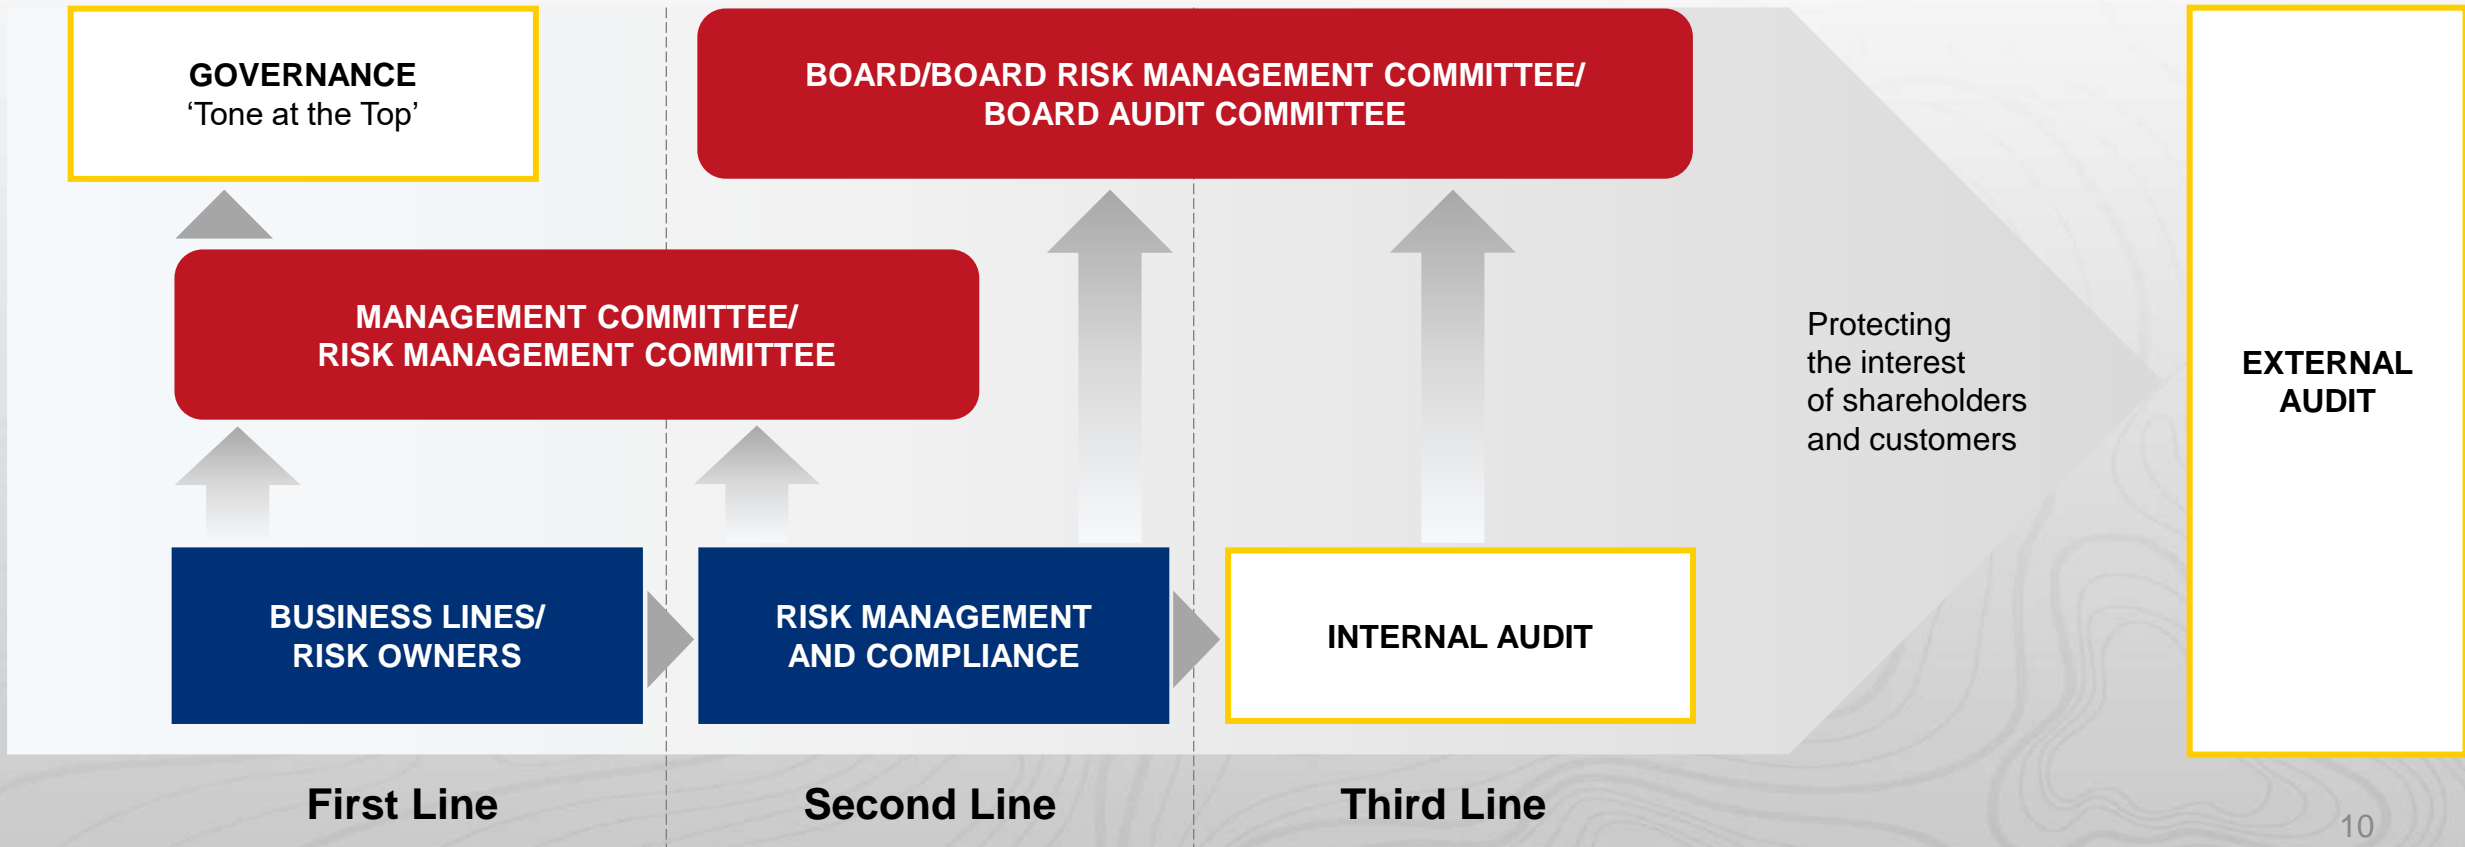 GOVERNANCE
‘Tone at the Top’
BOARD/BOARD RISK MANAGEMENT COMMITTEE/
BOARD AUDIT COMMITTEE
MANAGEMENT COMMITTEE/
RISK MANAGEMENT COMMITTEE
Protecting
the interest
of shareholders
and customers
EXTERNAL
AUDIT
BUSINESS LINES/
RISK OWNERS
RISK MANAGEMENT
AND COMPLIANCE
INTERNAL AUDIT
First Line
Second Line
Third Line
10